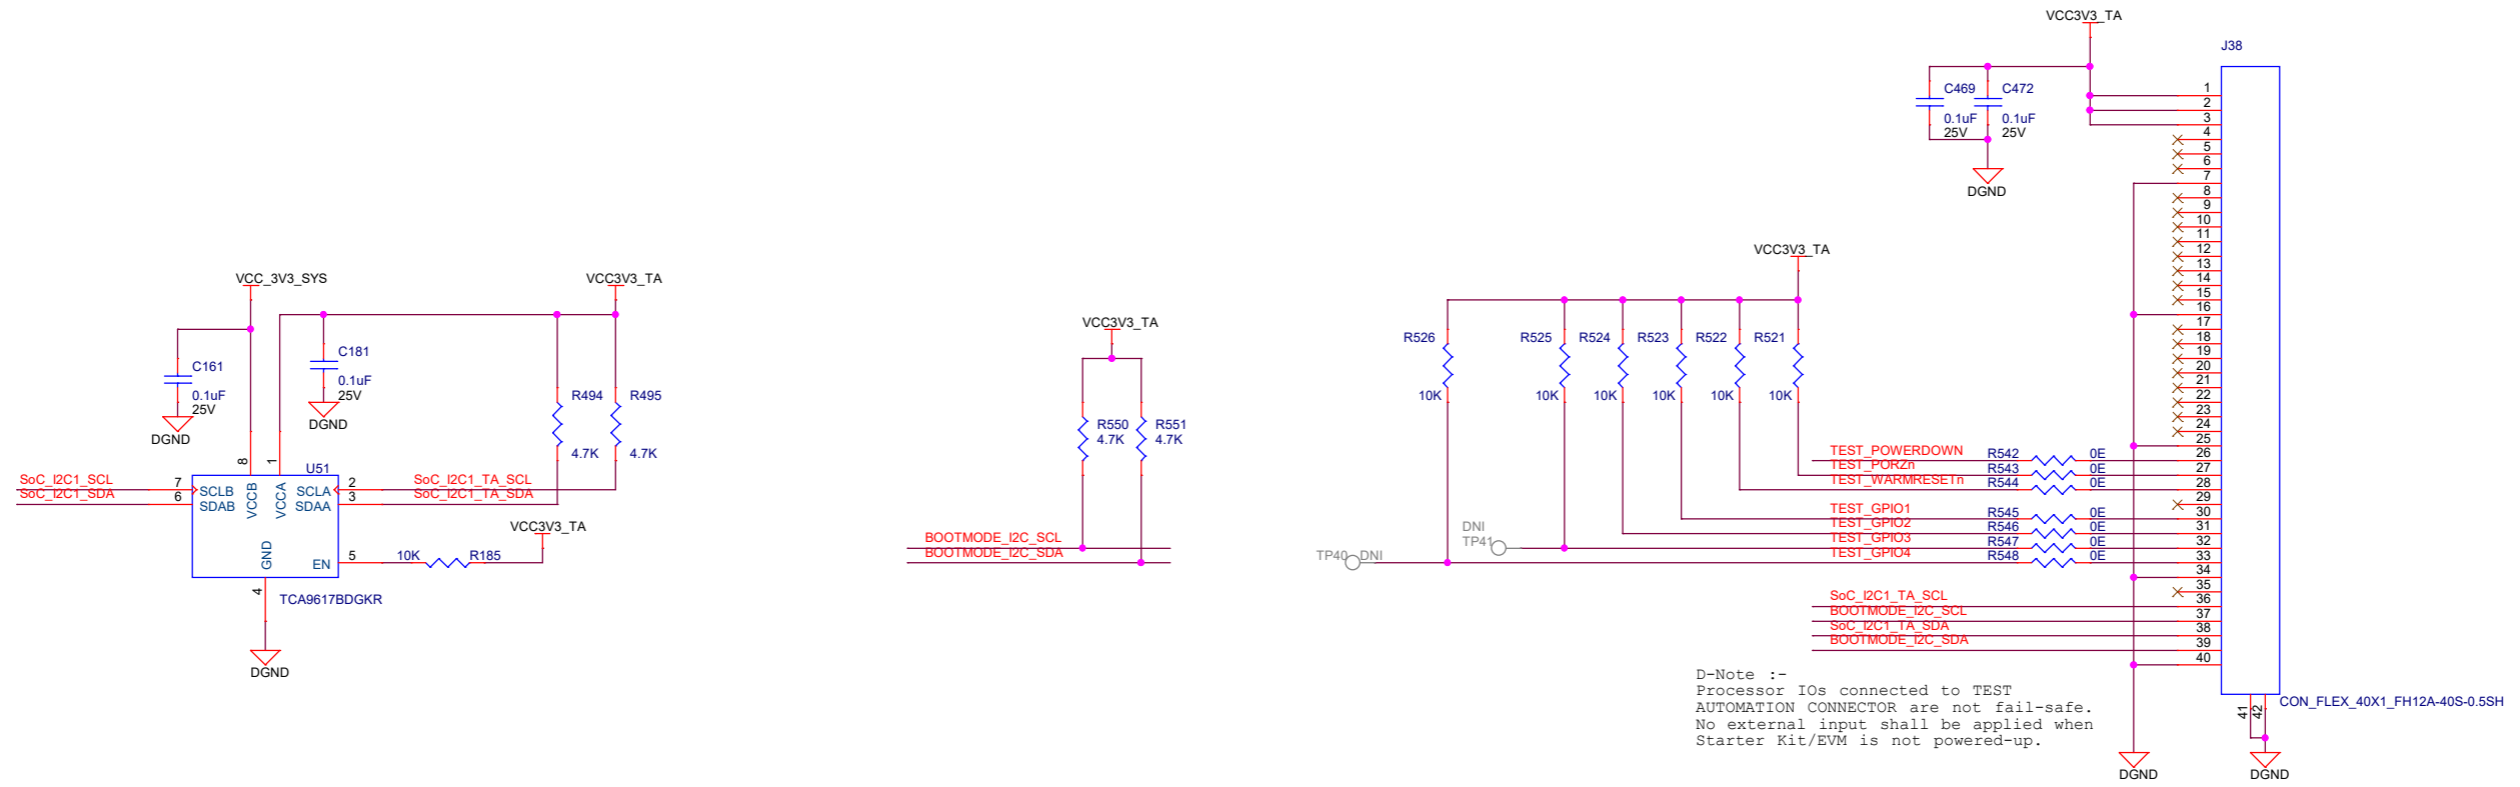 VCC_3V3_SYS
VCC3V3_TA
C161
0.1uF
25V
DGND
C181
0.1uF
25V
DGND
R494
4.7K
R495
4.7K
8
1
U51
SoC_I2C1_SCL
SoC_I2C1_SDA
7
6
SCLB
SDAB
VCCB
VCCA
SCLA
SDAA
2
3
SoC_I2C1_TA_SCL
SoC_I2C1_TA_SDA
GND
EN
5
10K
R185
VCC3V3_TA
4
TCA9617BDGKR
DGND
VCC3V3_TA
R550
4.7K
R551
4.7K
BOOTMODE_I2C_SCL
BOOTMODE_I2C_SDA
VCC3V3_TA
R526
R525
R524
R523
R522
R521
10K
10K
10K
10K
10K
10K
DNI
TP41
TP40
DNI
TEST_POWERDOWN
R542
0E
TEST_PORZn
R543
0E
TEST_WARMRESETn
R544
0E
TEST_GPIO1
R545
0E
TEST_GPIO2
R546
0E
TEST_GPIO3
R547
0E
TEST_GPIO4
R548
0E
SoC_I2C1_TA_SCL
BOOTMODE_I2C_SCL
SoC_I2C1_TA_SDA
BOOTMODE_I2C_SDA
VCC3V3_TA
C469
0.1uF
25V
C472
0.1uF
25V
DGND
J38
1
2
3
4
5
6
7
8
9
10
11
12
13
14
15
16
17
18
19
20
21
22
23
24
25
26
27
28
29
30
31
32
33
34
35
36
37
38
39
40
41
42
CON_FLEX_40X1_FH12A-40S-0.5SH
DGND
DGND
D-Note :-
Processor IOs connected to TEST
AUTOMATION CONNECTOR are not fail-safe.
No external input shall be applied when
Starter Kit/EVM is not powered-up.